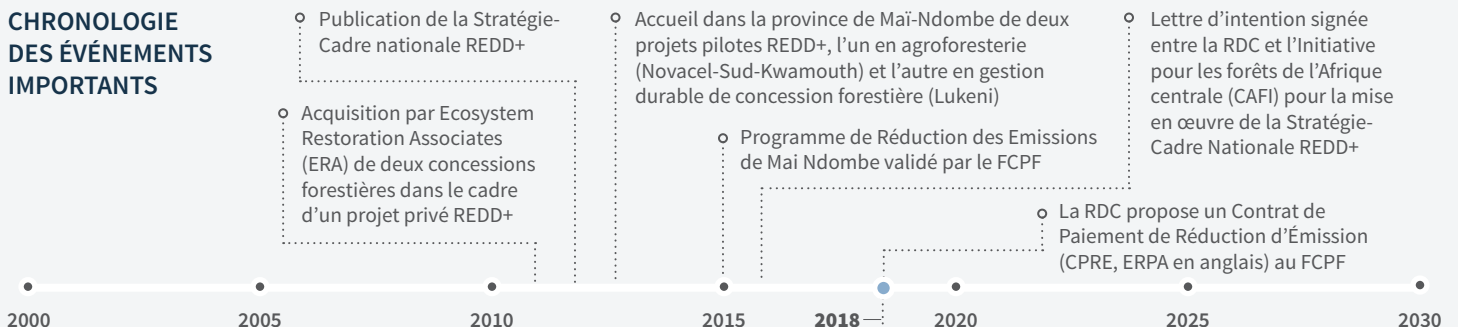 CHRONOLOGIE
DES ÉVÉNEMENTS
IMPORTANTS
Publication de la Stratégie-
Cadre nationale REDD+
Acquisition par Ecosystem
Restoration Associates
(ERA) de deux concessions
forestières dans le cadre
d’un projet privé REDD+
Accueil dans la province de Maï-Ndombe de deux
projets pilotes REDD+, l’un en agroforesterie
(Novacel-Sud-Kwamouth) et l’autre en gestion
durable de concession forestière (Lukeni)
Programme de Réduction des Emissions
de Mai Ndombe validé par le FCPF
Lettre d’intention signée
entre la RDC et l’Initiative
pour les forêts de l’Afrique
centrale (CAFI) pour la mise
en œuvre de la Stratégie-
Cadre Nationale REDD+
La RDC propose un Contrat de
Paiement de Réduction d’Émission
(CPRE, ERPA en anglais) au FCPF
2000 2005 2010 2015 2018 2020 2025 2030